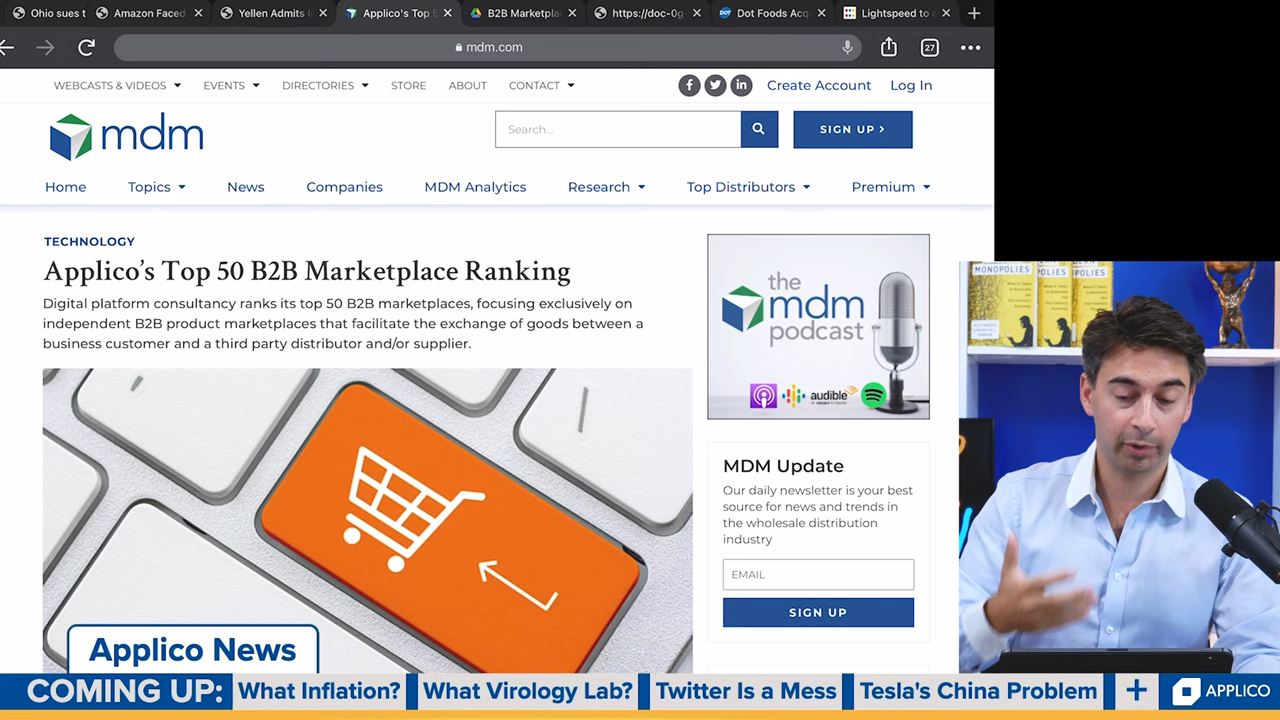 Ohio sues t
Amazon Faced
Yellen Admits I
Applico's Top 5
B2B Marketpla
https://doc-0g
Dot Foods Acq
Lightspeed to a
mdm.com
27
WEBCASTS & VIDEOS
EVENTS
DIRECTORIES
STORE
ABOUT
CONTACT
Create Account
Log In
mdm
Search...
SIGN UP
Home
Topics
News
Companies
MDM Analytics
Research
Top Distributors
Premium
TECHNOLOGY
Applico's Top 50 B2B Marketplace Ranking
Digital platform consultancy ranks its top 50 B2B marketplaces, focusing exclusively on
independent B2B product marketplaces that facilitate the exchange of goods between a
business customer and a third party distributor and/or supplier.
the
mdm
podcast
audible
MDM Update
Our daily newsletter is your best
source for news and trends in
the wholesale distribution
industry
EMAIL
SIGN UP
MONOPOLIES
Applico News
COMING UP:
What Inflation?
What Virology Lab?
Twitter Is a Mess
Tesla's China Problem
+
APPLICO